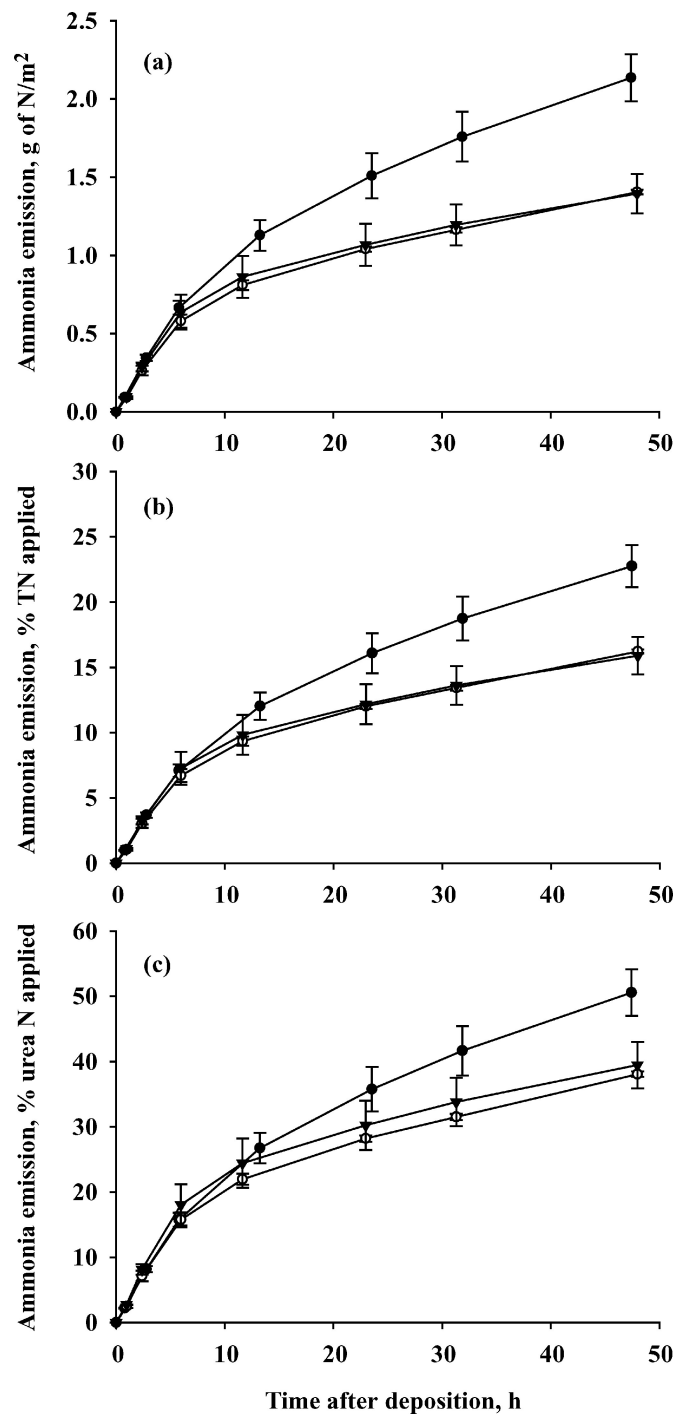 (a)
Ammonia emission, g of N/m²
2.5
2.0
1.5
1.0
0.5
0.0
0 10 20 30 40 50
(b)
Ammonia emission, % TN applied
30
25
20
15
10
5
0
0 10 20 30 40 50
(c)
Ammonia emission, % urea N applied
60
50
40
30
20
10
0
0 10 20 30 40 50
Time after deposition, h